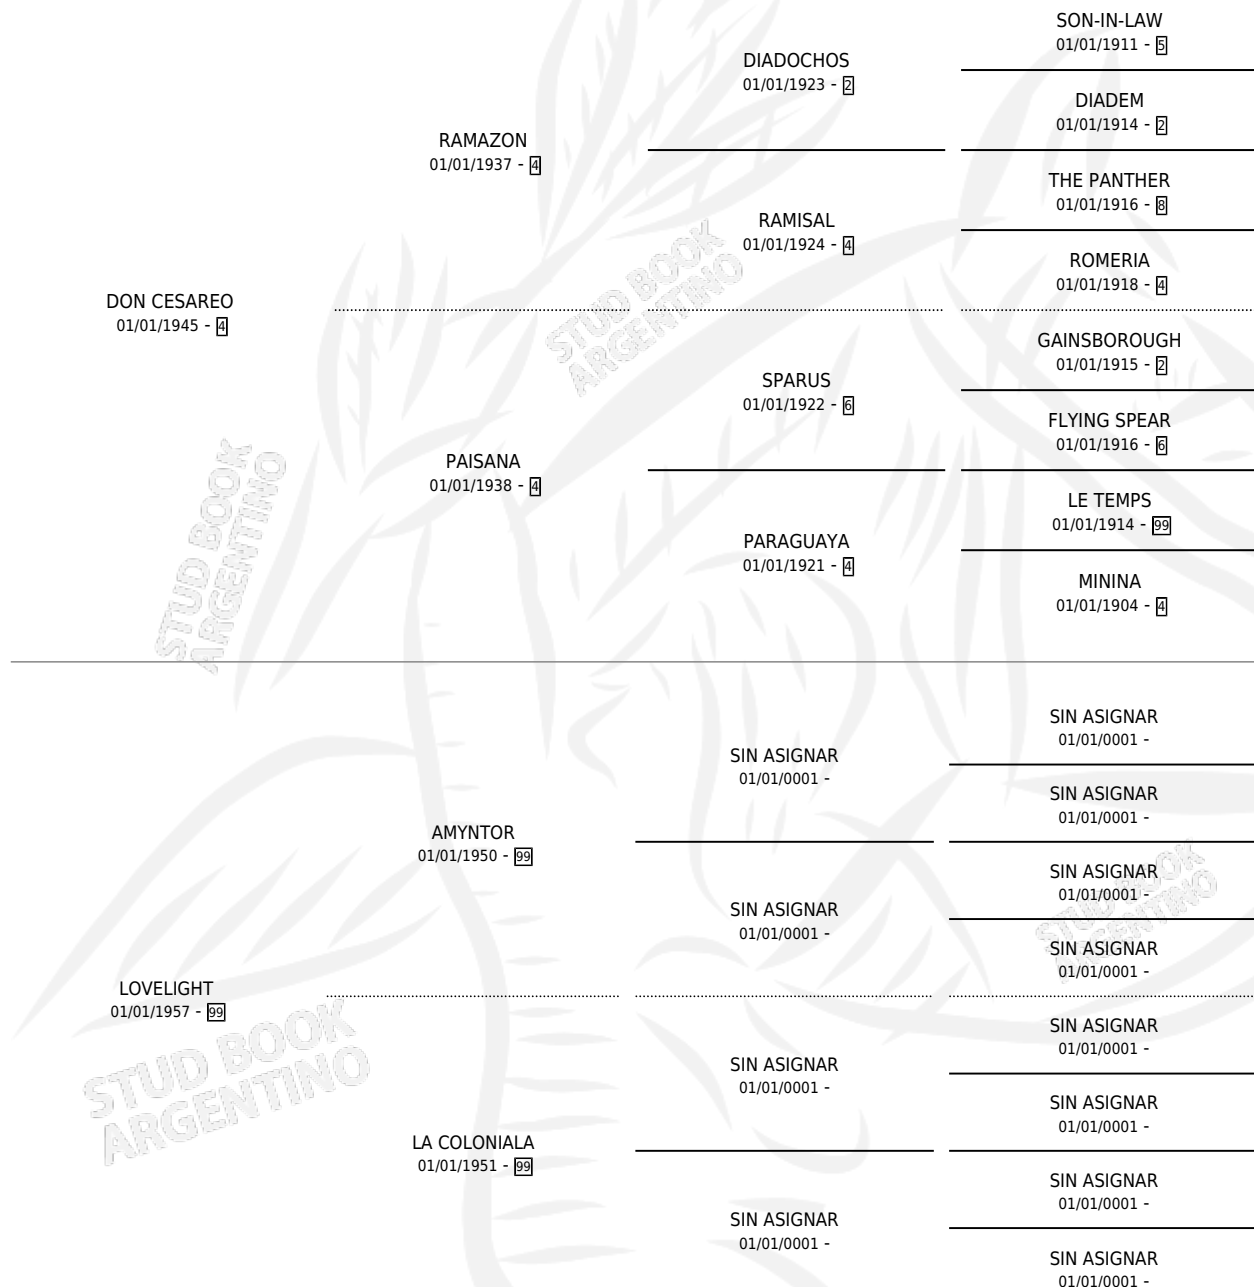 SON-IN-LAW
01/01/1911 - 5
DIADOCHOS
01/01/1923 - 2
DIADEM
01/01/1914 - 2
RAMAZON
01/01/1937 - 4
THE PANTHER
01/01/1916 - 8
RAMISAL
01/01/1924 - 4
ROMERIA
01/01/1918 - 4
DON CESAREO
01/01/1945 - 4
GAINSBOROUGH
01/01/1915 - 2
SPARUS
01/01/1922 - 6
FLYING SPEAR
01/01/1916 - 6
PAISANA
01/01/1938 - 4
LE TEMPS
01/01/1914 - 99
PARAGUAYA
01/01/1921 - 4
MININA
01/01/1904 - 4
STUD BOOK
ARGENTINO
STUD BOOK
ARGENTINO
SIN ASIGNAR
01/01/0001 -
SIN ASIGNAR
01/01/0001 -
SIN ASIGNAR
01/01/0001 -
AMYNTOR
01/01/1950 - 99
SIN ASIGNAR
01/01/0001 -
SIN ASIGNAR
01/01/0001 -
SIN ASIGNAR
01/01/0001 -
LOVELIGHT
01/01/1957 - 99
SIN ASIGNAR
01/01/0001 -
SIN ASIGNAR
01/01/0001 -
SIN ASIGNAR
01/01/0001 -
LA COLONIALA
01/01/1951 - 99
SIN ASIGNAR
01/01/0001 -
SIN ASIGNAR
01/01/0001 -
SIN ASIGNAR
01/01/0001 -
STUD BOOK
ARGENTINO
STUD BOOK
ARGENTINO